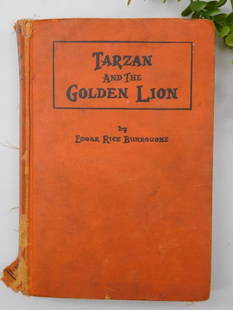 TARZAN
AND THE
GOLDEN LION
by
EDGAR RICE BURROUGHS